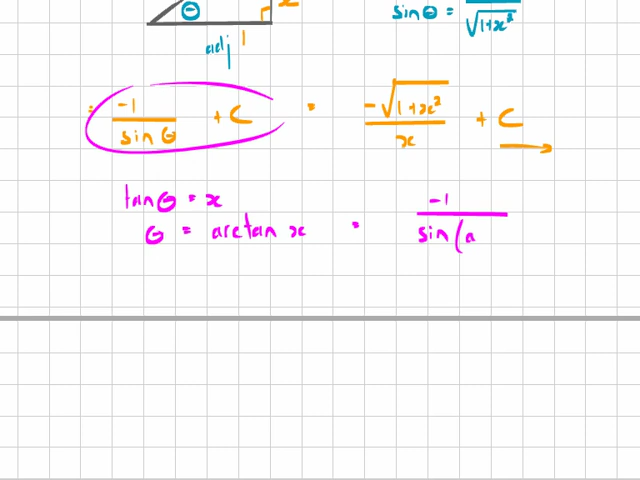 θ x
adj 1
sinθ = / √(1+x²)
= -1/sinθ + C = -√(1+x²)/x + C
tanθ = x
θ = arctan x = -1/sin(a